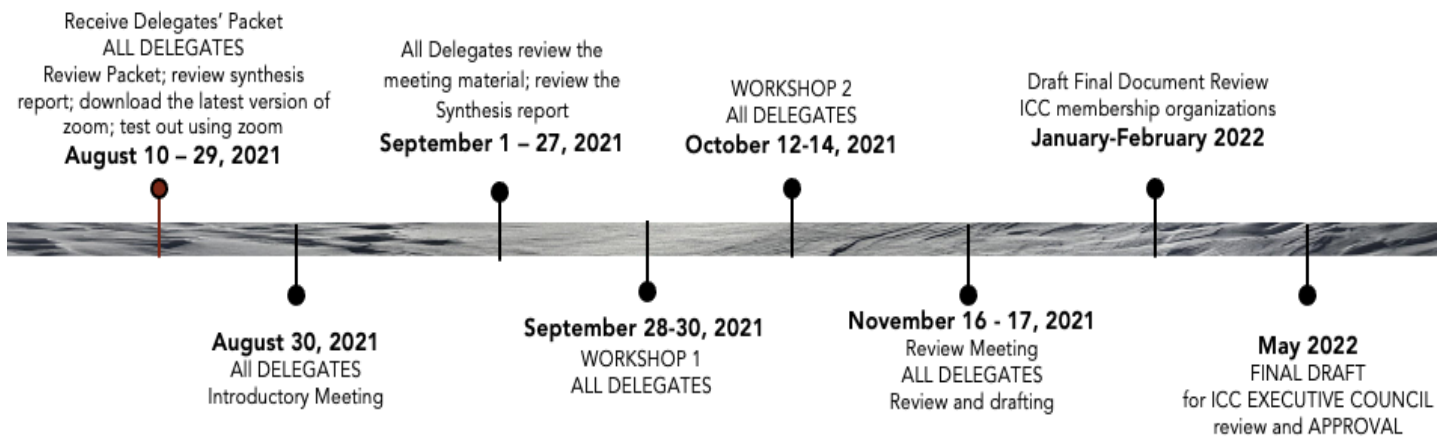 Receive Delegates’ Packet
ALL DELEGATES
Review Packet; review synthesis
report; download the latest version of
zoom; test out using zoom
August 10 – 29, 2021
August 30, 2021
All DELEGATES
Introductory Meeting
All Delegates review the
meeting material; review the
Synthesis report
September 1 – 27, 2021
September 28-30, 2021
WORKSHOP 1
ALL DELEGATES
WORKSHOP 2
All DELEGATES
October 12-14, 2021
November 16 - 17, 2021
Review Meeting
ALL DELEGATES
Review and drafting
Draft Final Document Review
ICC membership organizations
January-February 2022
May 2022
FINAL DRAFT
for ICC EXECUTIVE COUNCIL
review and APPROVAL